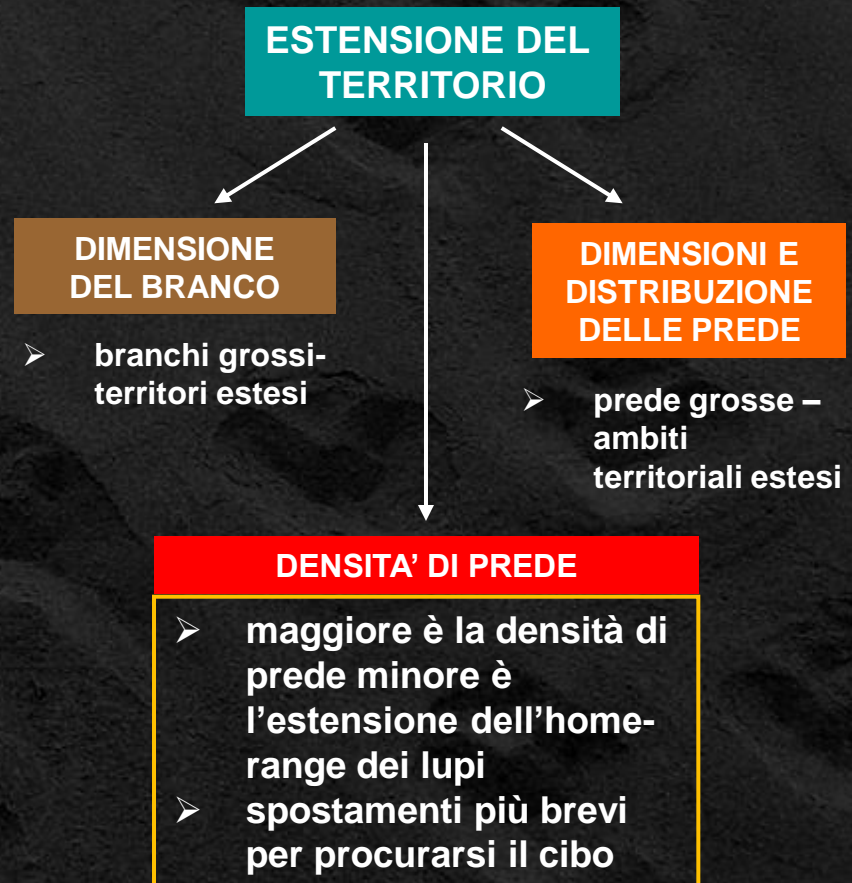 ESTENSIONE DEL
TERRITORIO
DIMENSIONE
DEL BRANCO
➢ branchi grossi-
territori estesi
DIMENSIONI E
DISTRIBUZIONE
DELLE PREDE
➢ prede grosse –
ambiti
territoriali estesi
DENSITA’ DI PREDE
➢ maggiore è la densità di
prede minore è
l’estensione dell’home-
range dei lupi
➢ spostamenti più brevi
per procurarsi il cibo